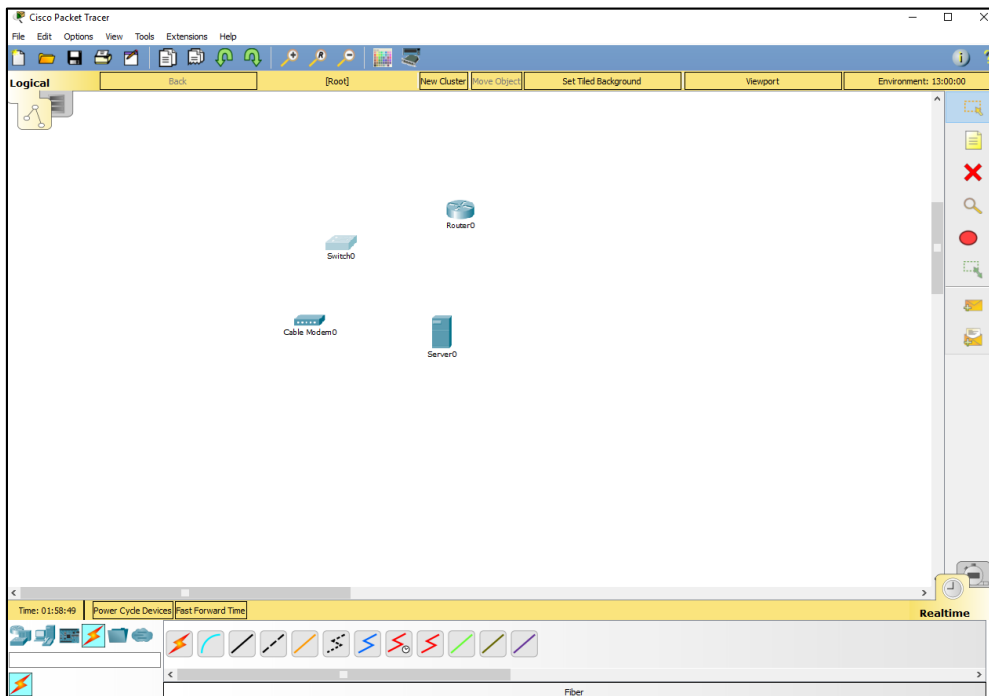 Cisco Packet Tracer
File Edit Options View Tools Extensions Help
Logical Back [Root] New Cluster Move Object Set Tiled Background Viewport Environment: 13:00:00
Router0
Switch0
Cable Modem0
Server0
Time: 01:58:49 Power Cycle Devices Fast Forward Time Realtime
Fiber